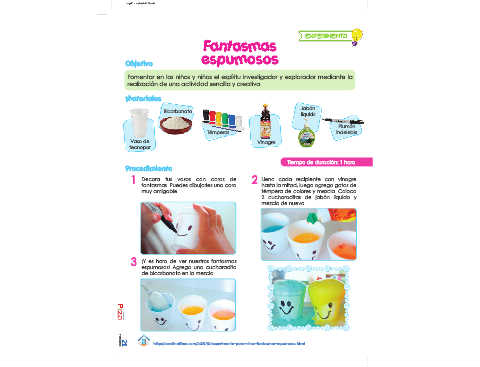 EXPERIMENTO
Fantasmas
espumosos
Objetivo
Fomentar en los niños y niñas el espíritu investigador y explorador mediante la
realización de una actividad sencilla y creativa
Materiales
Vaso de
tecnopor
Bicarbonato
Témperas
Vinagre
Jabón
líquido
Plumón
indeleble
Tiempo de duración: 1 hora
Procedimiento
1 Decora tus vasos con caras de
fantasmas. Puedes dibujarles una cara
muy amigable
2 Llena cada recipiente con vinagre
hasta la mitad, luego agrega gotas de
témpera de colores y mezcla. Coloca
2 cucharaditas de jabón líquido y
mezcla de nuevo
3 ¡Y es hora de ver nuestros fantasmas
espumosos! Agrega una cucharadita
de bicarbonato en la mezcla